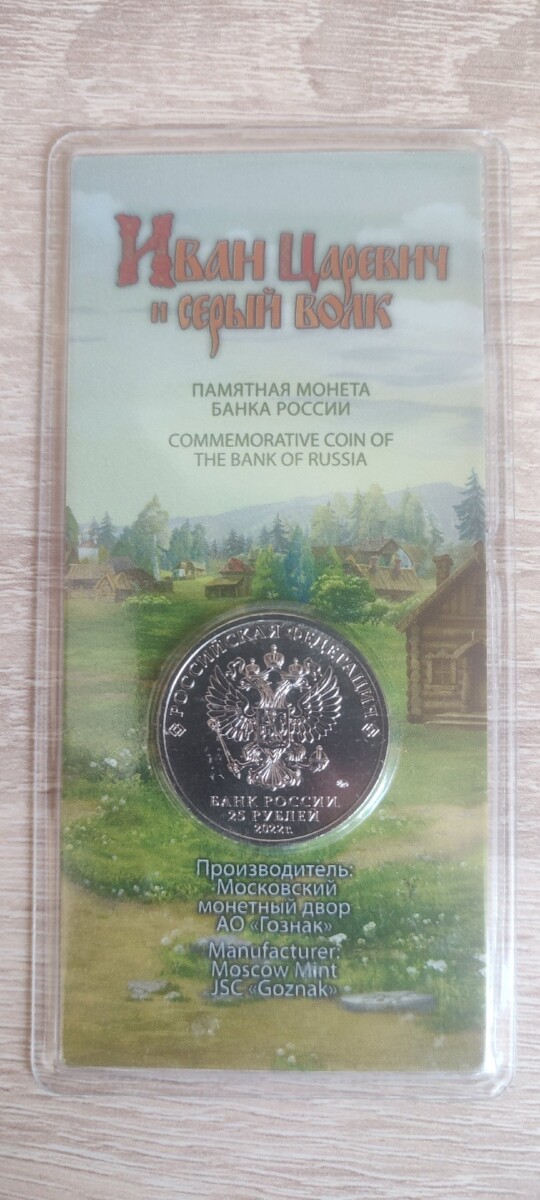 Иван Царевич
и серый волк
ПАМЯТНАЯ МОНЕТА
БАНКА РОССИИ
COMMEMORATIVE COIN OF
THE BANK OF RUSSIA
РОССИЙСКАЯ ФЕДЕРАЦИЯ
БАНК РОССИИ
25 РУБЛЕЙ
2022 г.
Производитель:
Московский
монетный двор
АО «Гознак»
Manufacturer:
Moscow Mint
JSC «Goznak»